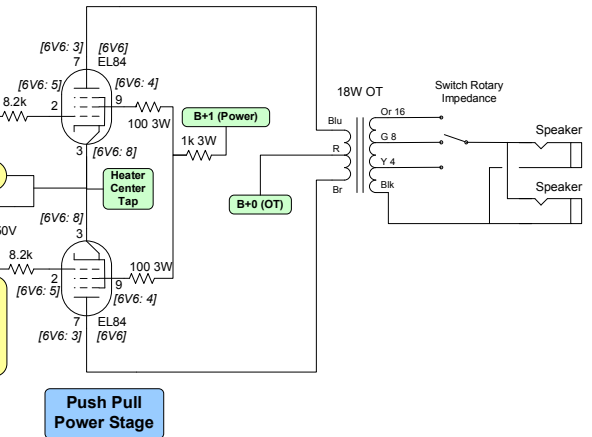 [6V6: 3] [6V6]
7 EL84
[6V6: 5] [6V6: 4]
8.2k
2 9
100 3W
B+1 (Power)
1k 3W
3 [6V6: 8]
Heater
Center
Tap
B+0 (OT)
[6V6: 8]
3
8.2k
100 3W
2 9
[6V6: 5] [6V6: 4]
7 EL84
[6V6: 3] [6V6]
Push Pull
Power Stage
18W OT
Switch Rotary
Impedance
Blu
R
Br
Or 16
G 8
Y 4
Blk
Speaker
Speaker